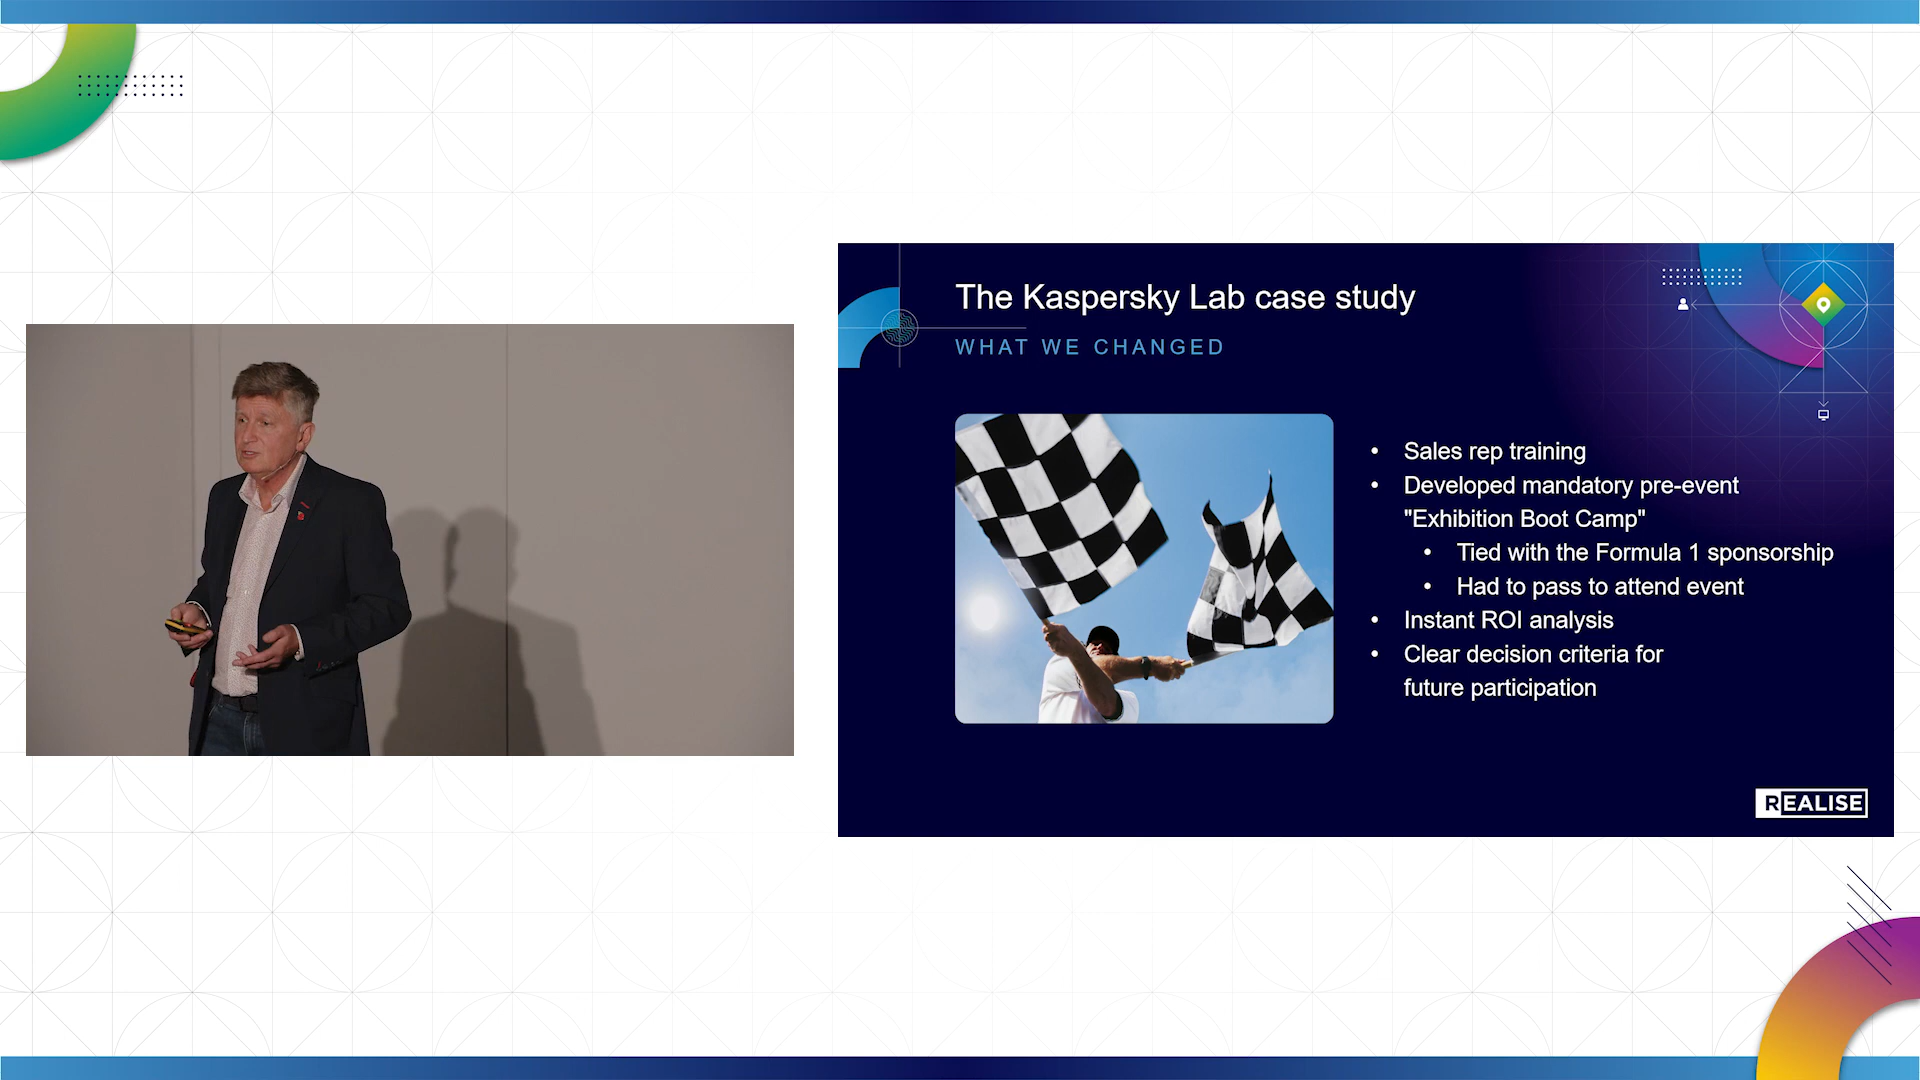 The Kaspersky Lab case study
WHAT WE CHANGED
• Sales rep training
• Developed mandatory pre-event
"Exhibition Boot Camp"
• Tied with the Formula 1 sponsorship
• Had to pass to attend event
• Instant ROI analysis
• Clear decision criteria for
future participation
REALISE